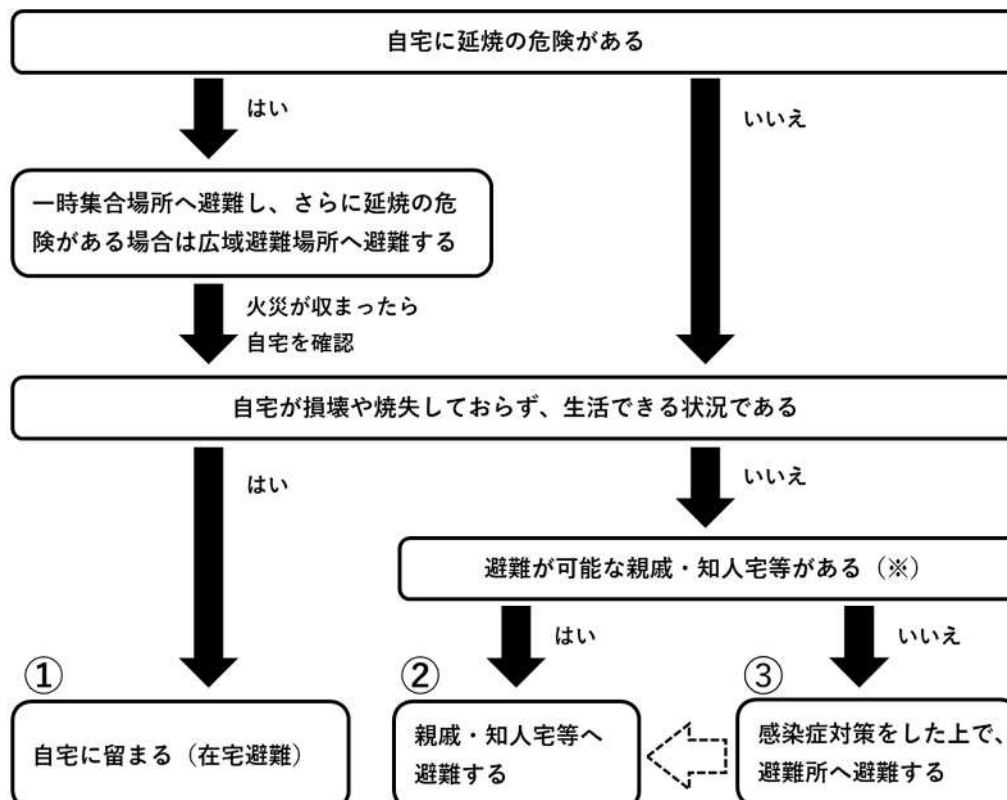 自宅に延焼の危険がある
はい
いいえ
一時集合場所へ避難し、さらに延焼の危
険がある場合は広域避難場所へ避難する
火災が収まったら
自宅を確認
自宅が損壊や焼失しておらず、生活できる状況である
はい
いいえ
避難が可能な親戚・知人宅等がある（※）
はい
いいえ
①
自宅に留まる（在宅避難）
②
親戚・知人宅等へ
避難する
③
感染症対策をした上で、
避難所へ避難する